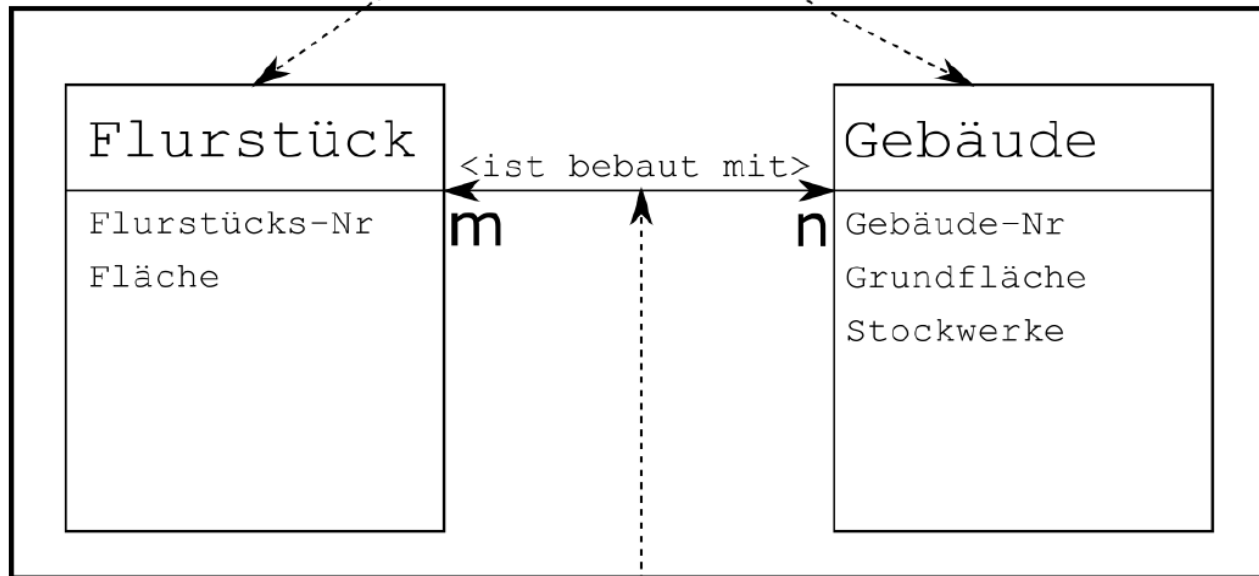 Flurstück
Flurstücks-Nr
Fläche
<ist bebaut mit>
m
n
Gebäude
Gebäude-Nr
Grundfläche
Stockwerke